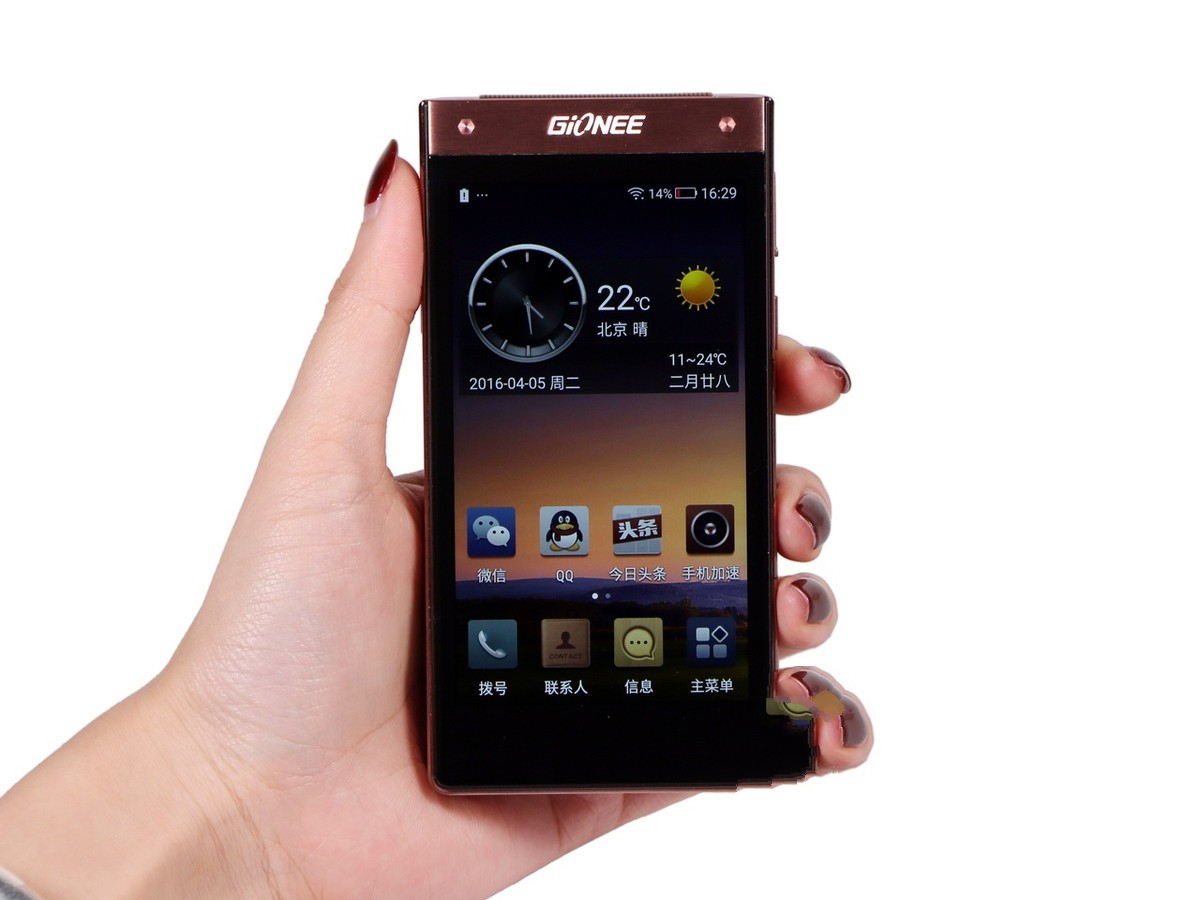 GiONEE
14% 16:29
22℃
北京 晴
11~24℃
2016-04-05 周二 二月廿八
头条
微信 QQ 今日头条 手机加速
CONTACT
拨号 联系人 信息 主菜单